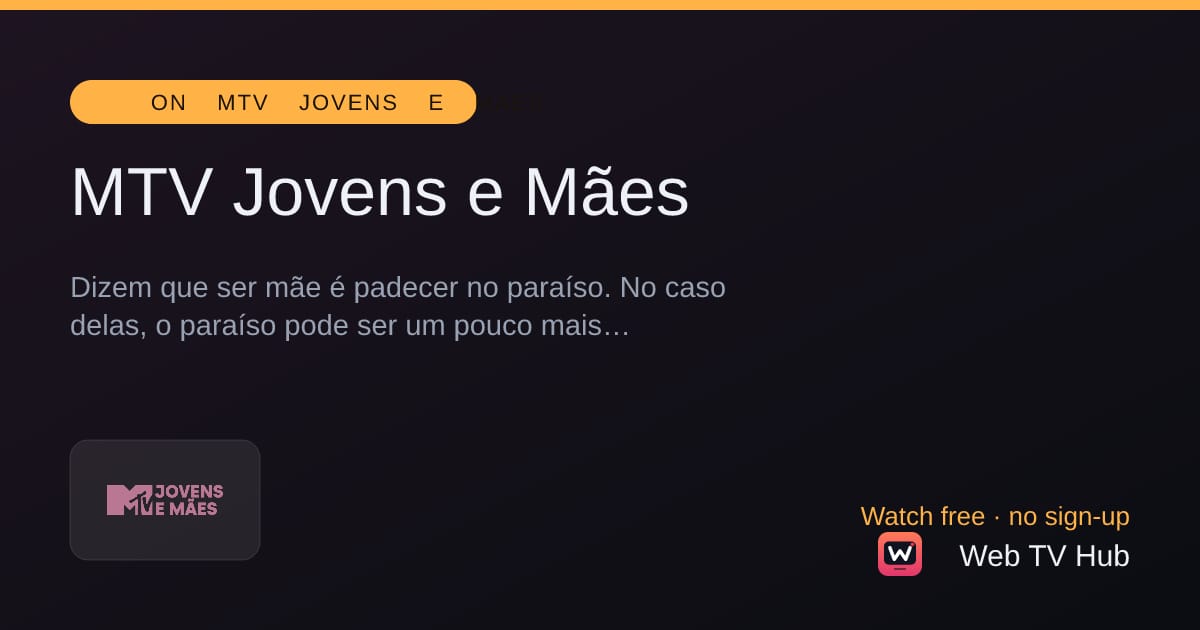 ON MTV JOVENS E
MTV Jovens e Mães
Dizem que ser mãe é padecer no paraíso. No caso
delas, o paraíso pode ser um pouco mais…
MTV JOVENS
E MÃES
Watch free · no sign-up
W
Web TV Hub